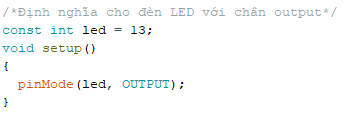 /*Định nghĩa cho đèn LED với chân output*/
const int led = 13;
void setup()
{
  pinMode(led, OUTPUT);
}